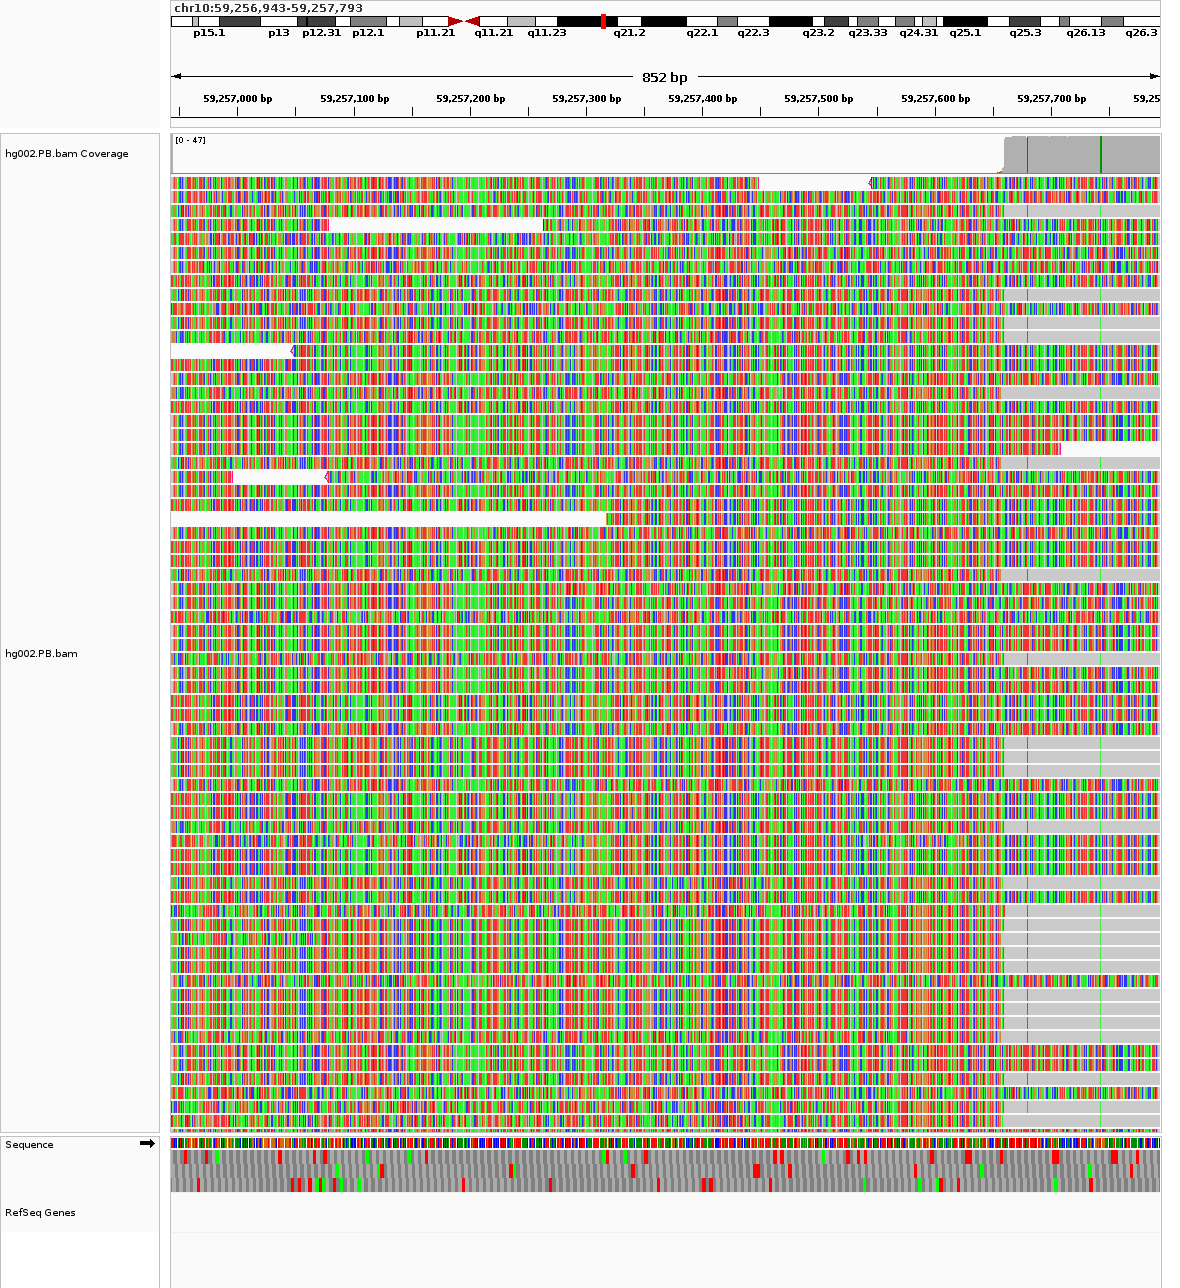 chr10:59,256,943-59,257,793
p15.1 p13 p12.31 p12.1 p11.21 q11.21 q11.23 q21.2 q22.1 q22.3 q23.2 q23.33 q24.31 q25.1 q25.3 q26.13 q26.3
852 bp
59,257,000 bp 59,257,100 bp 59,257,200 bp 59,257,300 bp 59,257,400 bp 59,257,500 bp 59,257,600 bp 59,257,700 bp 59,25
[0 - 47]
hg002.PB.bam Coverage
hg002.PB.bam
Sequence
RefSeq Genes